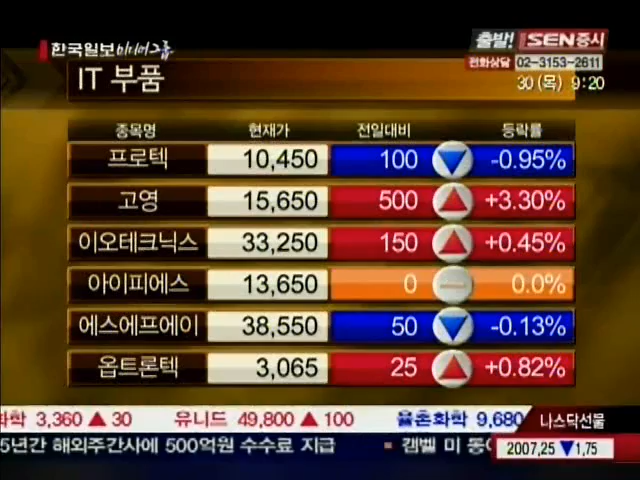 한국일보 미디어그룹
출발! SEN증시
전화상담 02-3153-2611
IT 부품
30(목) 9:20
종목명 현재가 전일대비 등락률
프로텍 10,450 100 ▼ -0.95%
고영 15,650 500 ▲ +3.30%
이오테크닉스 33,250 150 ▲ +0.45%
아이피에스 13,650 0 - 0.0%
에스에프에이 38,550 50 ▼ -0.13%
옵트론텍 3,065 25 ▲ +0.82%
화학 3,360 ▲ 30 유니드 49,800 ▲ 100 율촌화학 9,680 나스닥선물
5년간 해외주간사에 500억원 수수료 지급 ▪ 캠벨 미 동 2007,25 ▼1,75